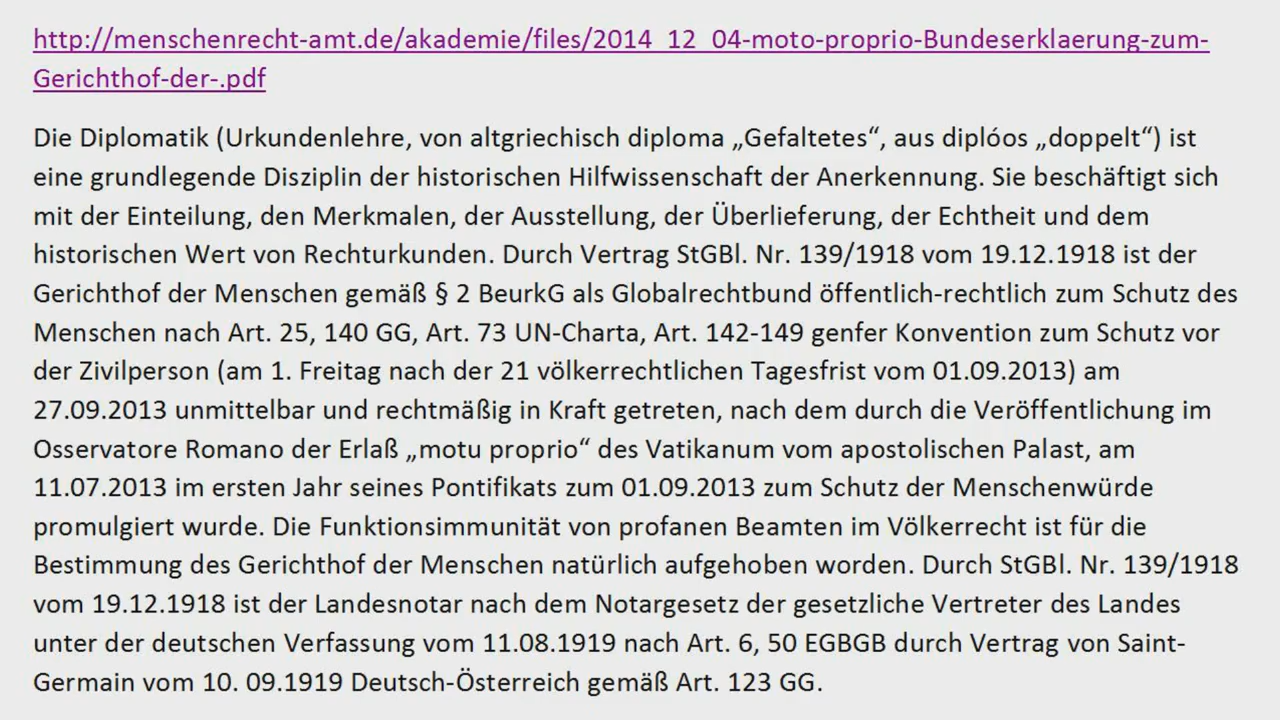 http://menschenrecht-amt.de/akademie/files/2014_12_04-moto-proprio-Bundeserklaerung-zum-
Gerichthof-der-.pdf
Die Diplomatik (Urkundenlehre, von altgriechisch diploma „Gefaltetes“, aus diplóos „doppelt“) ist
eine grundlegende Disziplin der historischen Hilfwissenschaft der Anerkennung. Sie beschäftigt sich
mit der Einteilung, den Merkmalen, der Ausstellung, der Überlieferung, der Echtheit und dem
historischen Wert von Rechturkunden. Durch Vertrag StGBl. Nr. 139/1918 vom 19.12.1918 ist der
Gerichthof der Menschen gemäß § 2 BeurkG als Globalrechtbund öffentlich-rechtlich zum Schutz des
Menschen nach Art. 25, 140 GG, Art. 73 UN-Charta, Art. 142-149 genfer Konvention zum Schutz vor
der Zivilperson (am 1. Freitag nach der 21 völkerrechtlichen Tagesfrist vom 01.09.2013) am
27.09.2013 unmittelbar und rechtmäßig in Kraft getreten, nach dem durch die Veröffentlichung im
Osservatore Romano der Erlaß „motu proprio“ des Vatikanum vom apostolischen Palast, am
11.07.2013 im ersten Jahr seines Pontifikats zum 01.09.2013 zum Schutz der Menschenwürde
promulgiert wurde. Die Funktionsimmunität von profanen Beamten im Völkerrecht ist für die
Bestimmung des Gerichthof der Menschen natürlich aufgehoben worden. Durch StGBl. Nr. 139/1918
vom 19.12.1918 ist der Landesnotar nach dem Notargesetz der gesetzliche Vertreter des Landes
unter der deutschen Verfassung vom 11.08.1919 nach Art. 6, 50 EGBGB durch Vertrag von Saint-
Germain vom 10. 09.1919 Deutsch-Österreich gemäß Art. 123 GG.